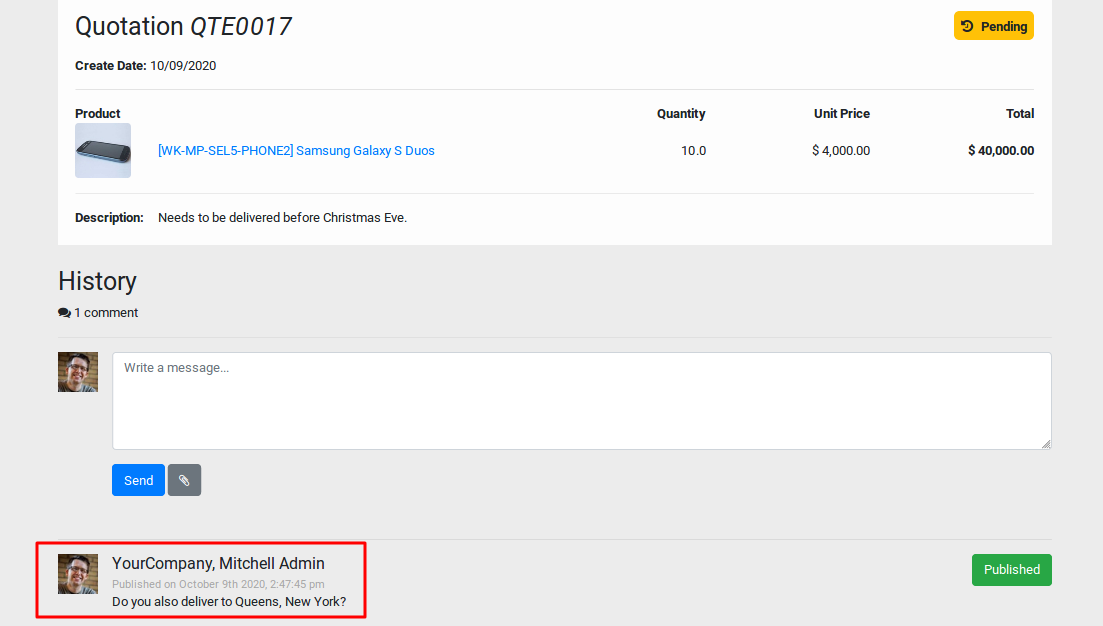 Quotation QTE0017
Pending
Create Date: 10/09/2020
Product Quantity Unit Price Total
[WK-MP-SEL5-PHONE2] Samsung Galaxy S Duos 10.0 $ 4,000.00 $ 40,000.00
Description: Needs to be delivered before Christmas Eve.
History
1 comment
Write a message...
Send
YourCompany, Mitchell Admin
Published
Published on October 9th 2020, 2:47:45 pm
Do you also deliver to Queens, New York?